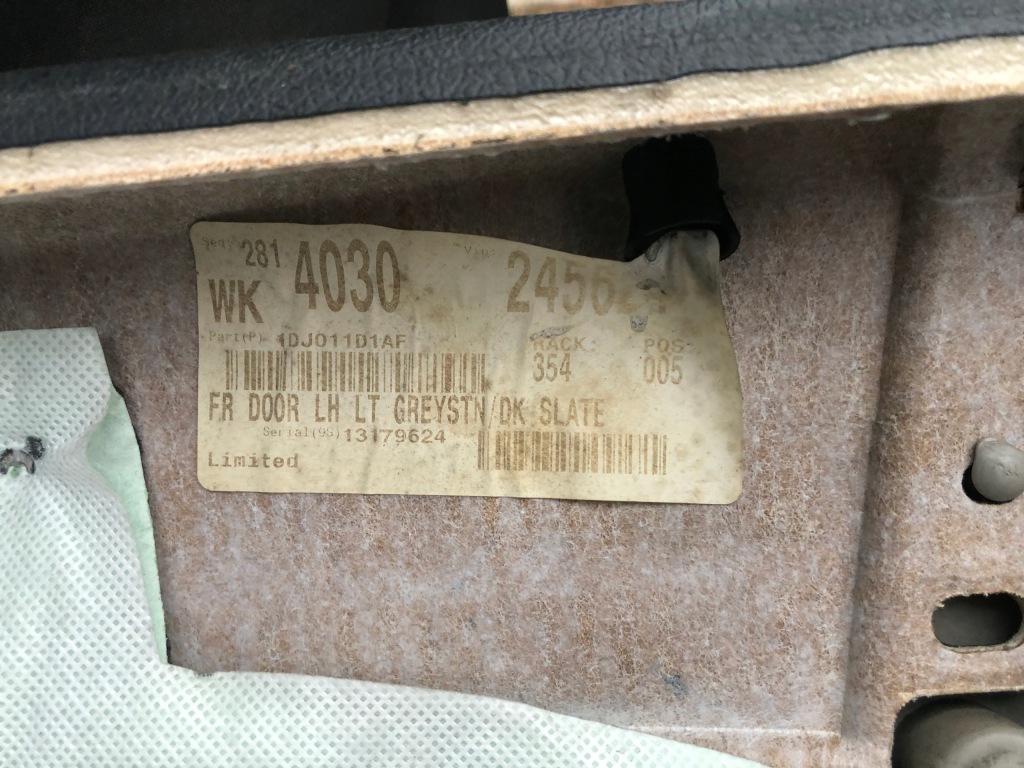 Seq: 281 4030
WK
Part(P) 1DJ011D1AF
RACK: POS:
354 005
FR DOOR LH LT GREYSTN/DK SLATE
Serial(9S) 13179624
Limited